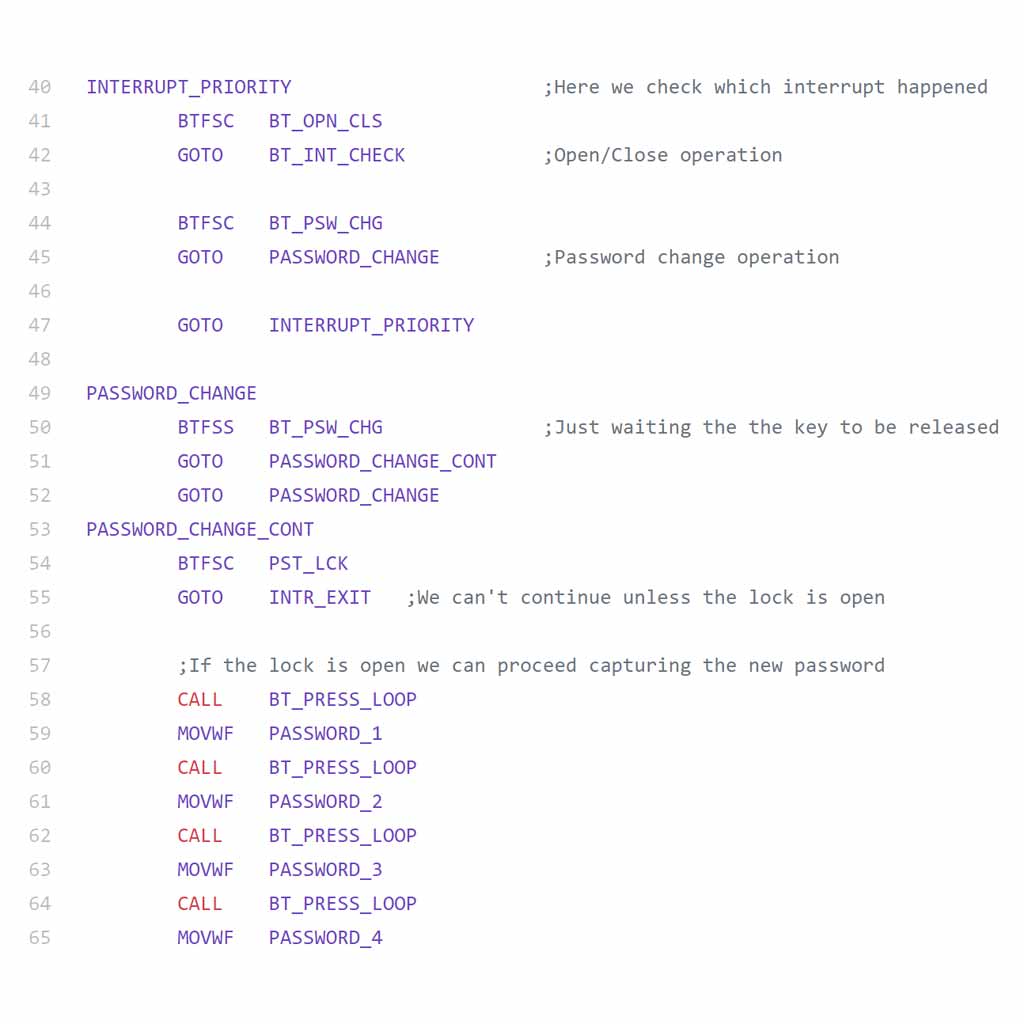 40 INTERRUPT_PRIORITY ;Here we check which interrupt happened
41 BTFSC BT_OPN_CLS
42 GOTO BT_INT_CHECK ;Open/Close operation
43
44 BTFSC BT_PSW_CHG
45 GOTO PASSWORD_CHANGE ;Password change operation
46
47 GOTO INTERRUPT_PRIORITY
48
49 PASSWORD_CHANGE
50 BTFSS BT_PSW_CHG ;Just waiting the the key to be released
51 GOTO PASSWORD_CHANGE_CONT
52 GOTO PASSWORD_CHANGE
53 PASSWORD_CHANGE_CONT
54 BTFSC PST_LCK
55 GOTO INTR_EXIT ;We can't continue unless the lock is open
56
57 ;If the lock is open we can proceed capturing the new password
58 CALL BT_PRESS_LOOP
59 MOVWF PASSWORD_1
60 CALL BT_PRESS_LOOP
61 MOVWF PASSWORD_2
62 CALL BT_PRESS_LOOP
63 MOVWF PASSWORD_3
64 CALL BT_PRESS_LOOP
65 MOVWF PASSWORD_4